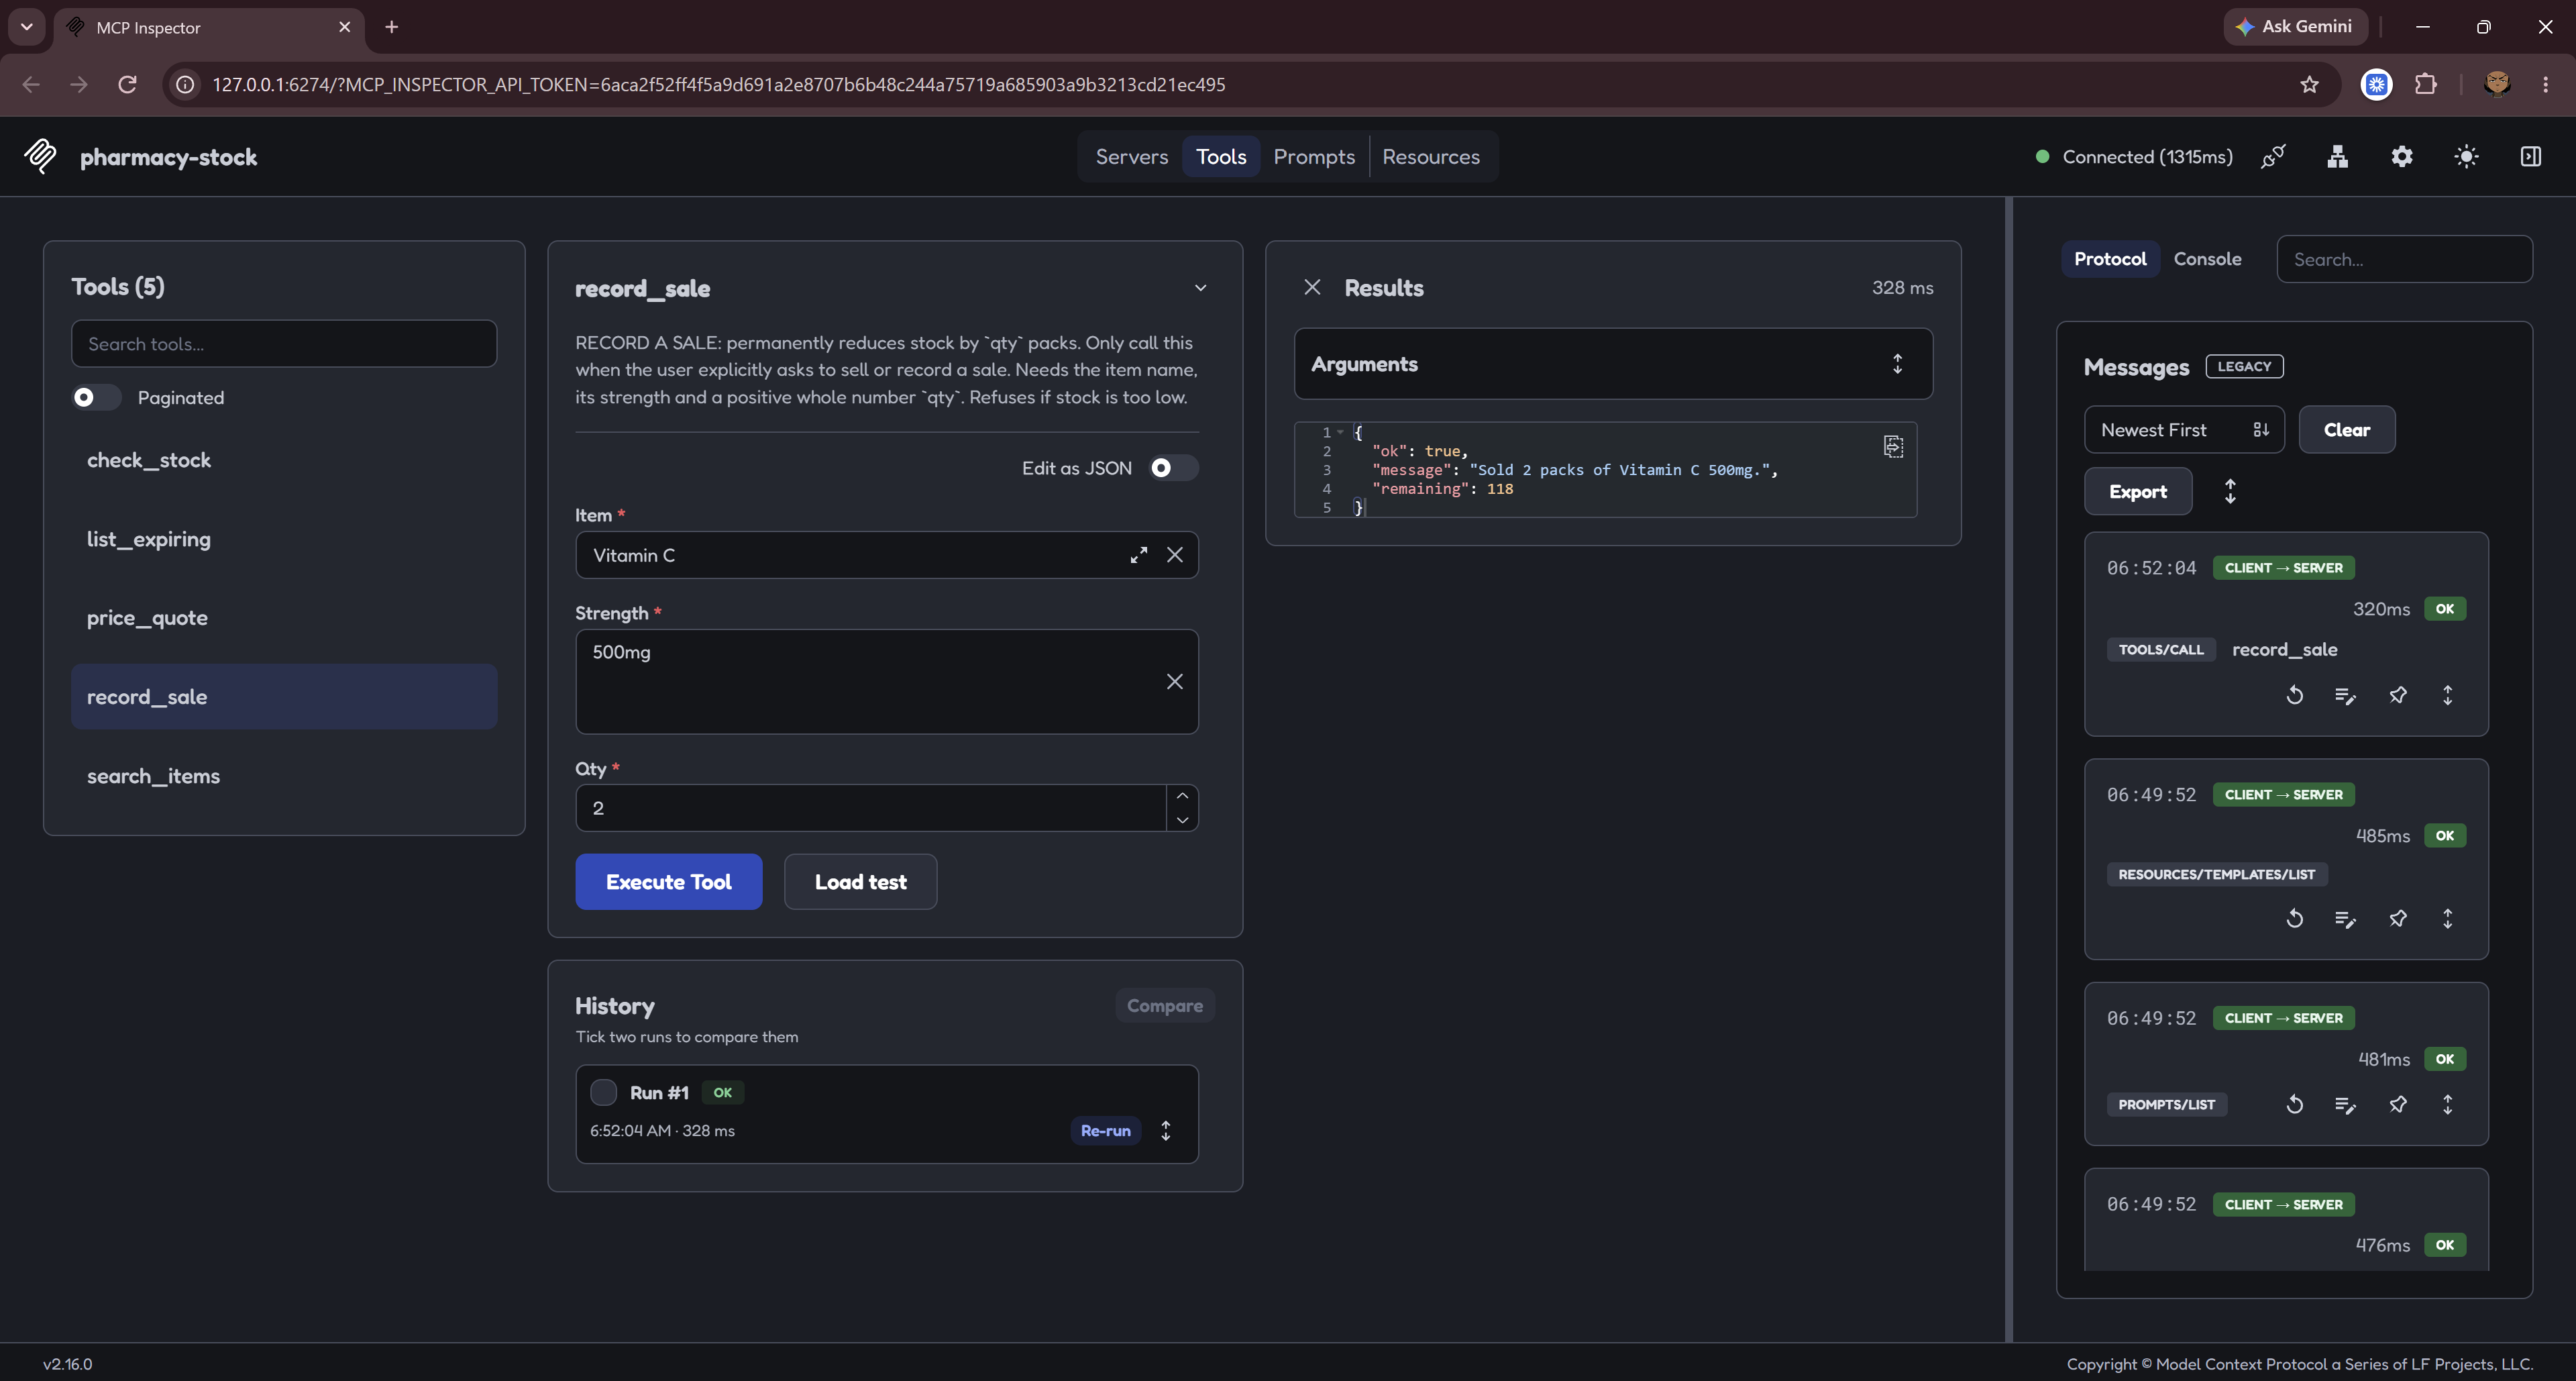 MCP Inspector
Ask Gemini
127.0.0.1:6274/?MCP_INSPECTOR_API_TOKEN=6aca2f52ff4f5a9d691a2e8707b6b48c244a75719a685903a9b3213cd21ec495
pharmacy-stock
Servers
Tools
Prompts
Resources
Connected (1315ms)
Tools (5)
Search tools...
Paginated
check_stock
list_expiring
price_quote
record_sale
search_items
record_sale
RECORD A SALE: permanently reduces stock by `qty` packs. Only call this
when the user explicitly asks to sell or record a sale. Needs the item name,
its strength and a positive whole number `qty`. Refuses if stock is too low.
Edit as JSON
Item *
Vitamin C
Strength *
500mg
Qty *
2
Execute Tool
Load test
History
Compare
Tick two runs to compare them
Run #1
OK
6:52:04 AM · 328 ms
Re-run
Results
328 ms
Arguments
1 {
2 "ok": true,
3 "message": "Sold 2 packs of Vitamin C 500mg.",
4 "remaining": 118
5 }
Protocol
Console
Search...
Messages
LEGACY
Newest First
Clear
Export
06:52:04
CLIENT → SERVER
320ms
OK
TOOLS/CALL
record_sale
06:49:52
CLIENT → SERVER
485ms
OK
RESOURCES/TEMPLATES/LIST
06:49:52
CLIENT → SERVER
481ms
OK
PROMPTS/LIST
06:49:52
CLIENT → SERVER
476ms
OK
v2.16.0
Copyright © Model Context Protocol a Series of LF Projects, LLC.